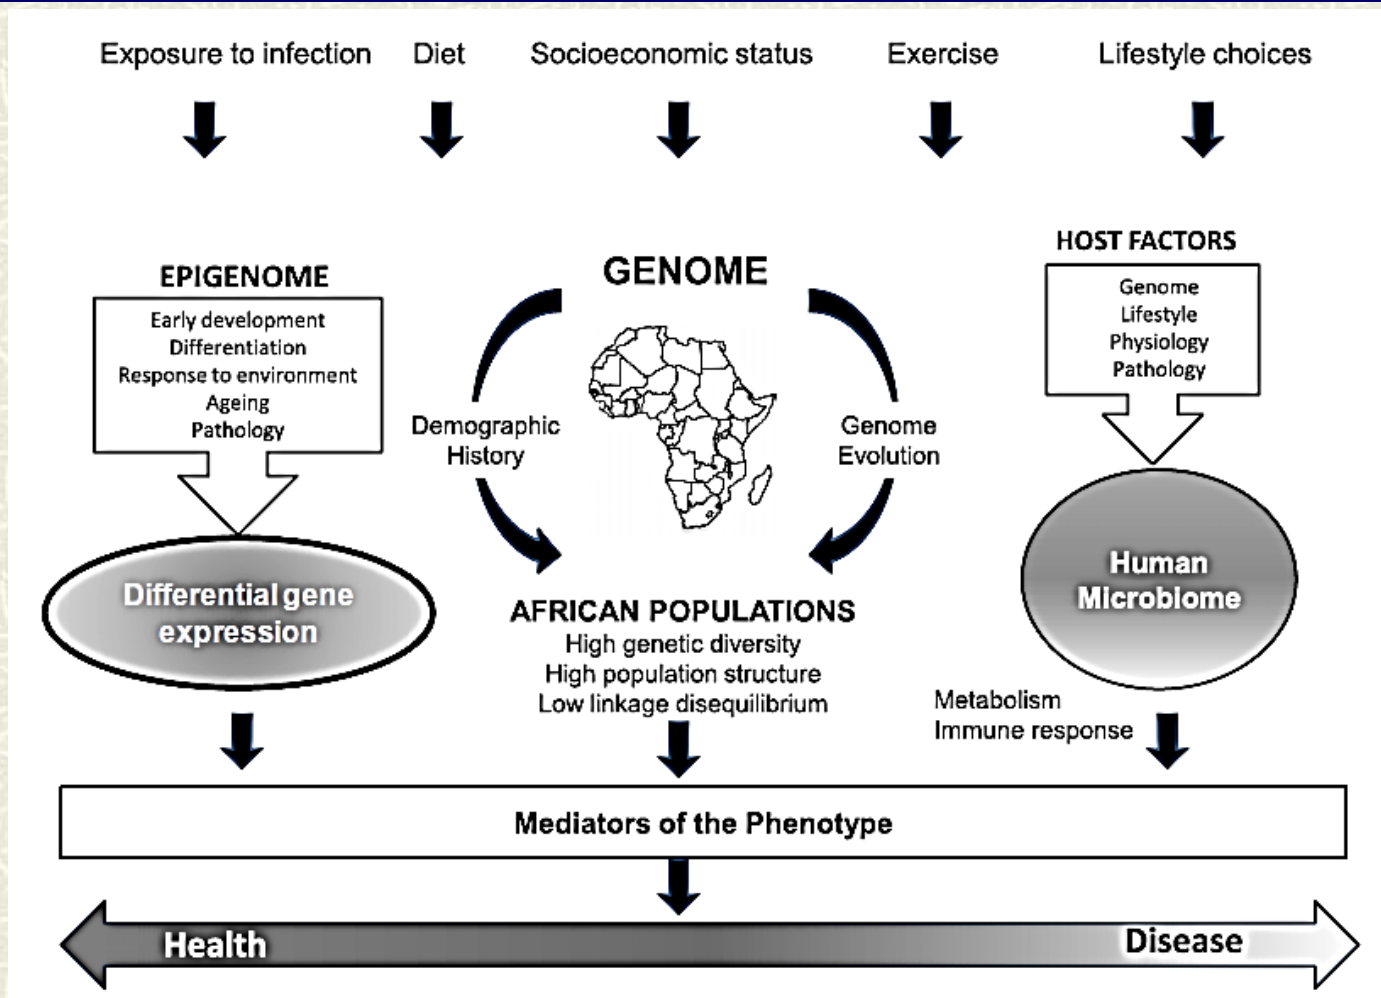 Exposure to infection
Diet
Socioeconomic status
Exercise
Lifestyle choices
EPIGENOME
Early development
Differentiation
Response to environment
Ageing
Pathology
Differential gene
expression
GENOME
Demographic
History
Genome
Evolution
AFRICAN POPULATIONS
High genetic diversity
High population structure
Low linkage disequilibrium
HOST FACTORS
Genome
Lifestyle
Physiology
Pathology
Human
Microbiome
Metabolism
Immune response
Mediators of the Phenotype
Health
Disease